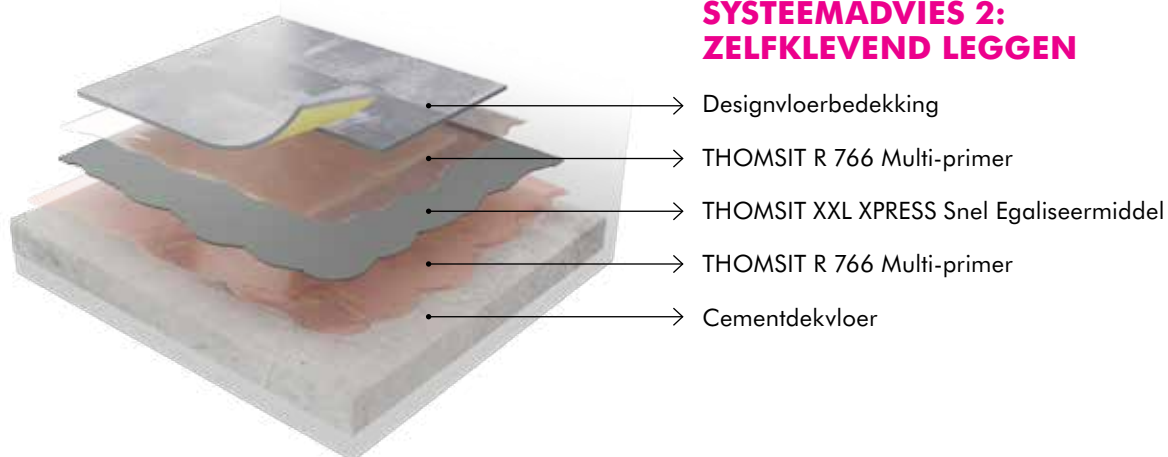 SYSTEEMADVIES 2:
ZELFKLEVEND LEGGEN
Designvloerbedekking
THOMSIT R 766 Multi-primer
THOMSIT XXL XPRESS Snel Egaliseermiddel
THOMSIT R 766 Multi-primer
Cementdekvloer